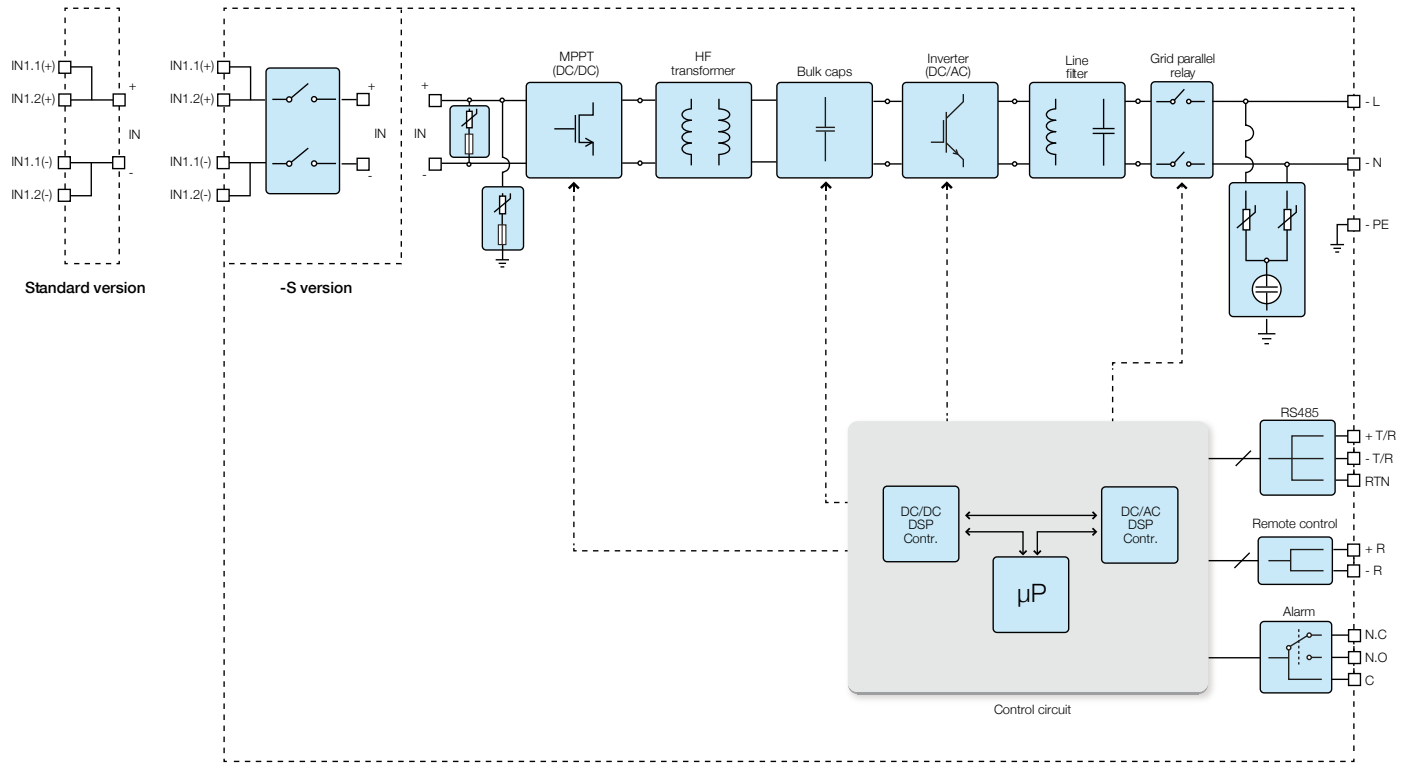 IN1.1(+)
IN1.2(+)
+
IN
IN1.1(-)
-
IN1.2(-)
Standard version
IN1.1(+)
IN1.2(+)
+
IN
IN1.1(-)
-
IN1.2(-)
-S version
+
IN
-
MPPT
(DC/DC)
HF
transformer
Bulk caps
Inverter
(DC/AC)
Line
filter
Grid parallel
relay
- L
- N
- PE
RS485
+ T/R
- T/R
RTN
Remote control
+ R
- R
Alarm
N.C
N.O
C
DC/DC
DSP
Contr.
DC/AC
DSP
Contr.
µP
Control circuit